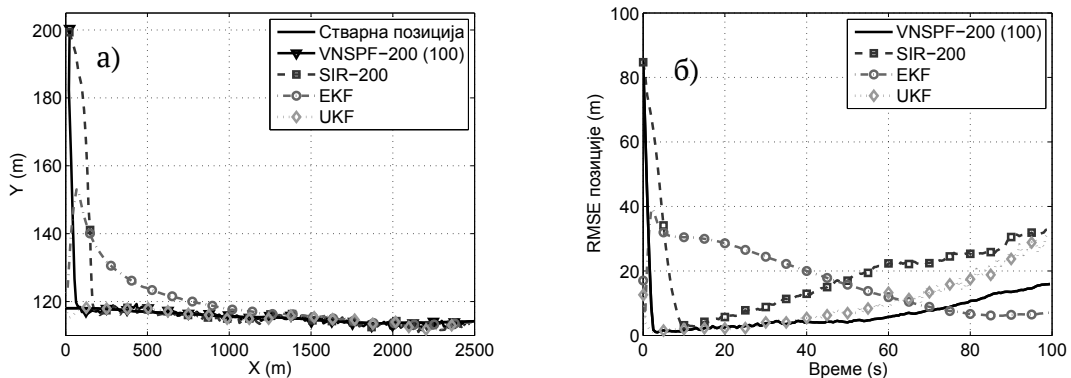 а)
Стварна позиција
VNSPF−200 (100)
SIR−200
EKF
UKF
200
180
160
140
120
Y (m)
0 500 1000 1500 2000 2500
X (m)
б)
VNSPF−200 (100)
SIR−200
EKF
UKF
100
80
60
40
20
0
RMSE позиције (m)
0 20 40 60 80 100
Време (s)